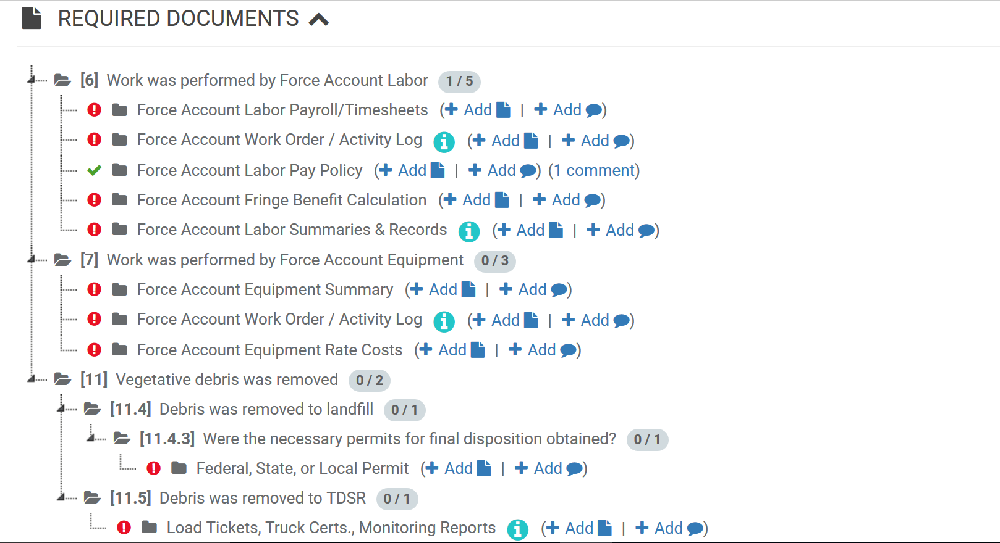 REQUIRED DOCUMENTS
[6] Work was performed by Force Account Labor 1 / 5
Force Account Labor Payroll/Timesheets (+ Add | + Add)
Force Account Work Order / Activity Log i (+ Add | + Add)
Force Account Labor Pay Policy (+ Add | + Add) (1 comment)
Force Account Fringe Benefit Calculation (+ Add | + Add)
Force Account Labor Summaries & Records i (+ Add | + Add)
[7] Work was performed by Force Account Equipment 0 / 3
Force Account Equipment Summary (+ Add | + Add)
Force Account Work Order / Activity Log i (+ Add | + Add)
Force Account Equipment Rate Costs (+ Add | + Add)
[11] Vegetative debris was removed 0 / 2
[11.4] Debris was removed to landfill 0 / 1
[11.4.3] Were the necessary permits for final disposition obtained? 0 / 1
Federal, State, or Local Permit (+ Add | + Add)
[11.5] Debris was removed to TDSR 0 / 1
Load Tickets, Truck Certs., Monitoring Reports i (+ Add | + Add)